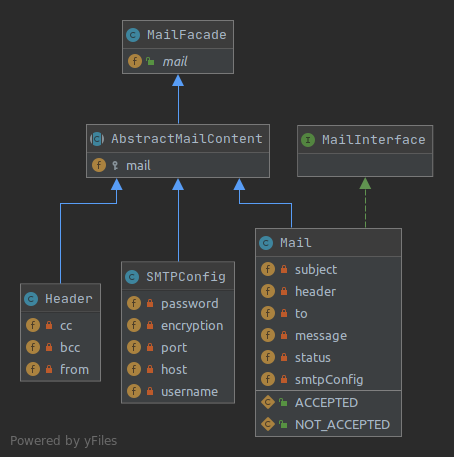 MailFacade
mail
AbstractMailContent
mail
MailInterface
Mail
subject
header
to
message
status
smtpConfig
ACCEPTED
NOT_ACCEPTED
SMTPConfig
password
encryption
port
host
username
Header
cc
bcc
from
Powered by yFiles